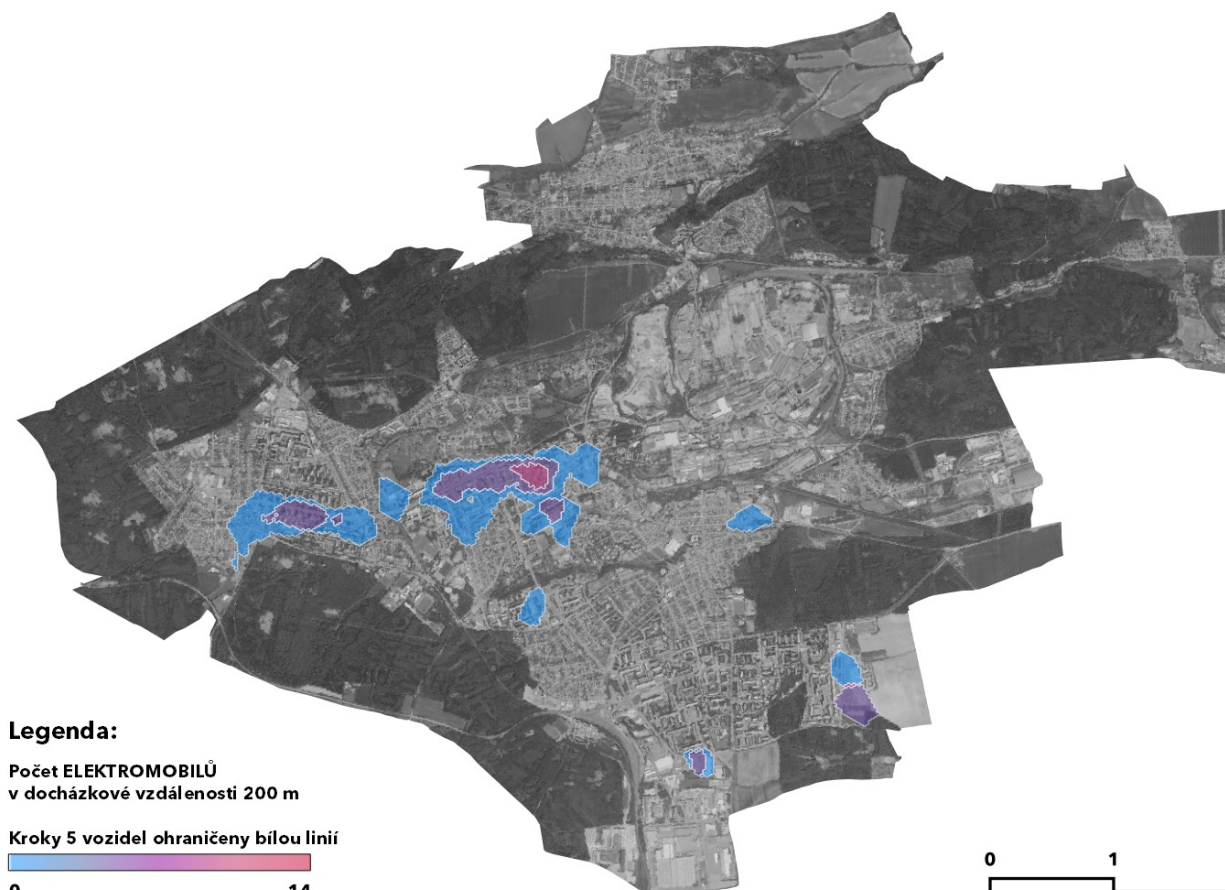 Legenda:
Počet ELEKTROMOBILŮ
v docházkové vzdálenosti 200 m
Kroky 5 vozidel ohraničeny bílou linií
0 14
0 1